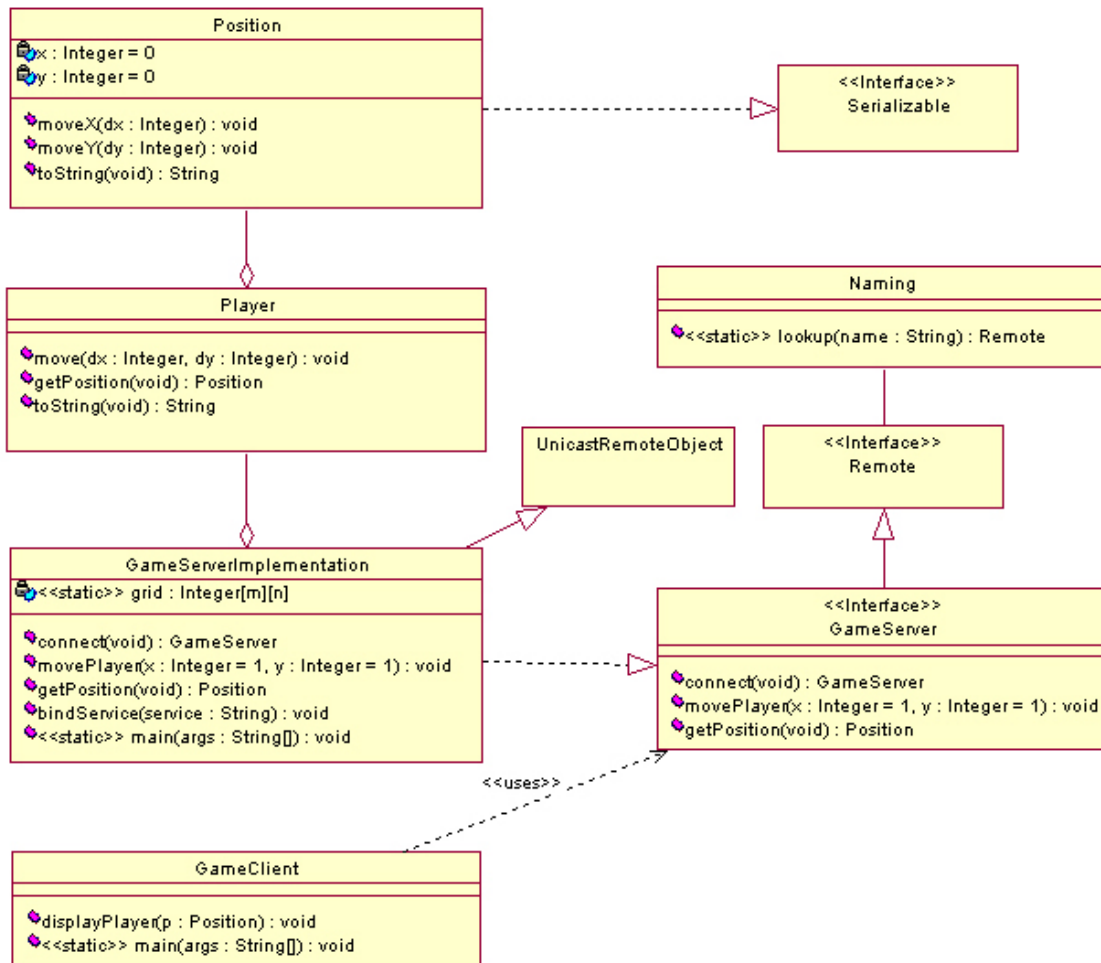 Position
x : Integer = 0
y : Integer = 0
moveX(dx : Integer) : void
moveY(dy : Integer) : void
toString(void) : String
<<Interface>>
Serializable
Player
move(dx : Integer, dy : Integer) : void
getPosition(void) : Position
toString(void) : String
Naming
<<static>> lookup(name : String) : Remote
UnicastRemoteObject
<<Interface>>
Remote
GameServerImplementation
<<static>> grid : Integer[m][n]
connect(void) : GameServer
movePlayer(x : Integer = 1, y : Integer = 1) : void
getPosition(void) : Position
bindService(service : String) : void
<<static>> main(args : String[]) : void
<<Interface>>
GameServer
connect(void) : GameServer
movePlayer(x : Integer = 1, y : Integer = 1) : void
getPosition(void) : Position
<<uses>>
GameClient
displayPlayer(p : Position) : void
<<static>> main(args : String[]) : void